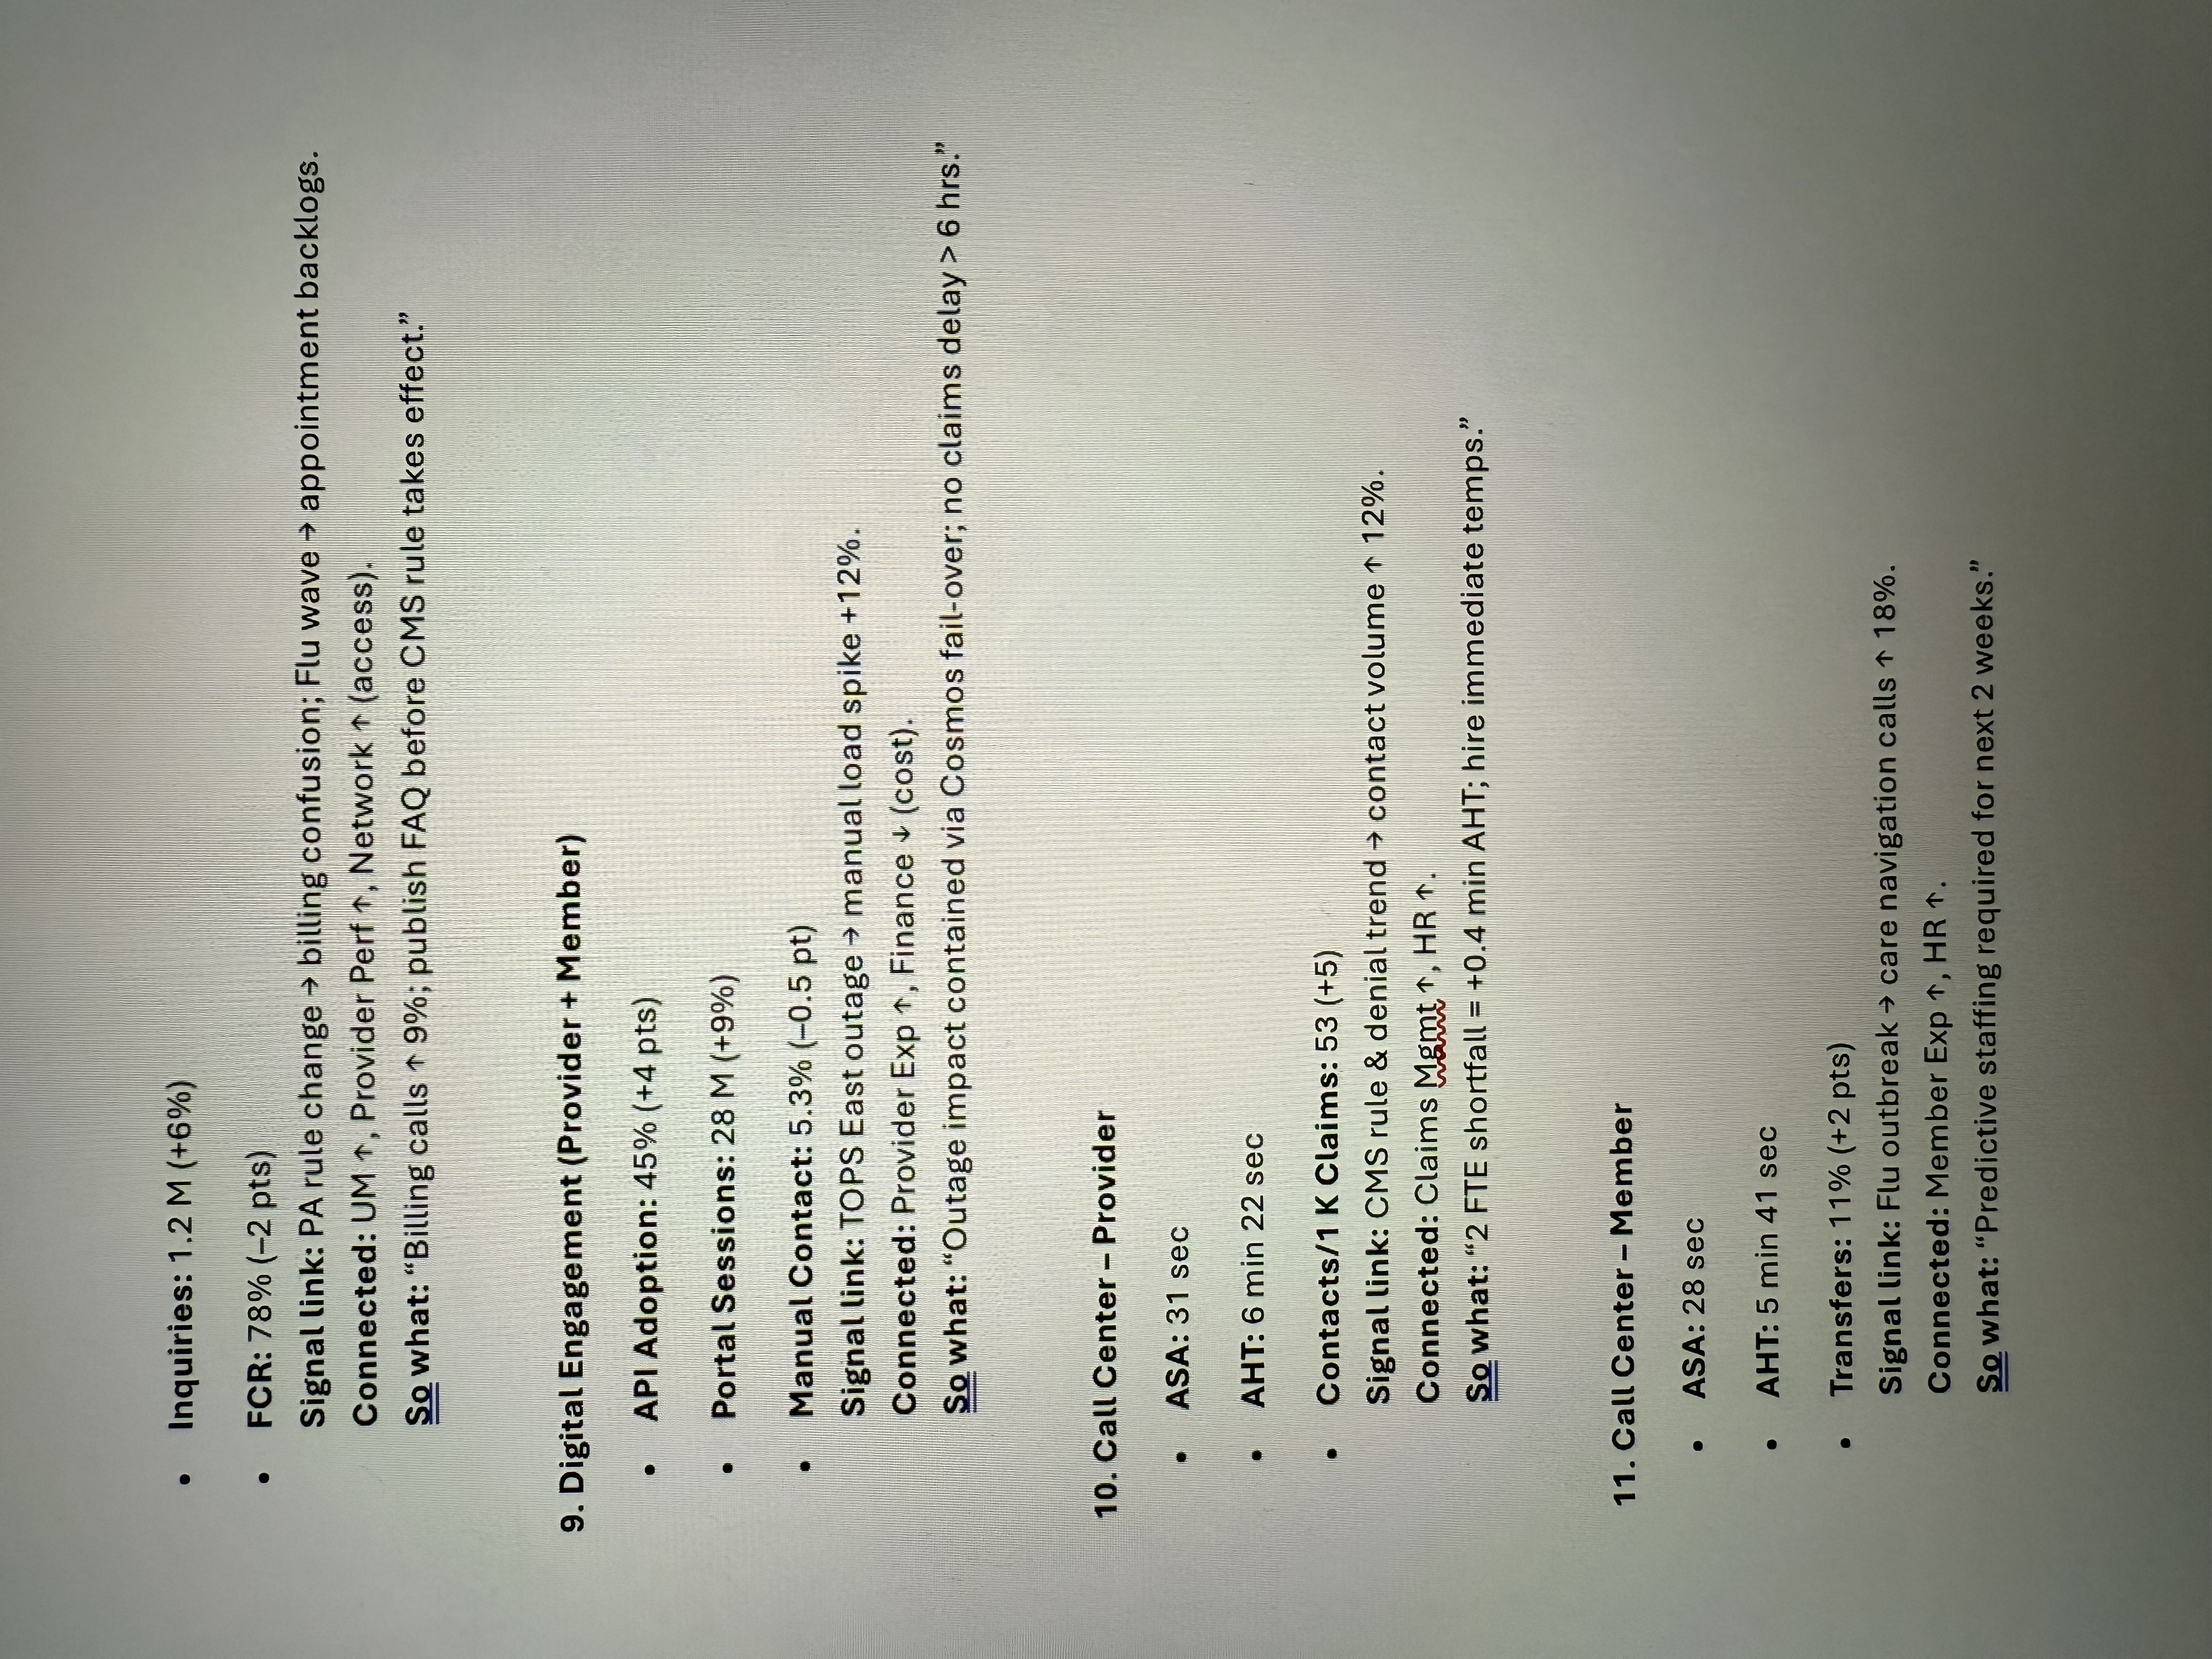 • Inquiries: 1.2 M (+6%)
• FCR: 78% (–2 pts)
Signal link: PA rule change → billing confusion; Flu wave → appointment backlogs.
Connected: UM ↑, Provider Perf ↑, Network ↑ (access).
So what: “Billing calls ↑ 9%; publish FAQ before CMS rule takes effect.”
9. Digital Engagement (Provider + Member)
• API Adoption: 45% (+4 pts)
• Portal Sessions: 28 M (+9%)
• Manual Contact: 5.3% (–0.5 pt)
Signal link: TOPS East outage → manual load spike +12%.
Connected: Provider Exp ↑, Finance ↓ (cost).
So what: “Outage impact contained via Cosmos fail-over; no claims delay > 6 hrs.”
10. Call Center – Provider
• ASA: 31 sec
• AHT: 6 min 22 sec
• Contacts/1 K Claims: 53 (+5)
Signal link: CMS rule & denial trend → contact volume ↑ 12%.
Connected: Claims Mgmt ↑, HR ↑.
So what: “2 FTE shortfall = +0.4 min AHT; hire immediate temps.”
11. Call Center – Member
• ASA: 28 sec
• AHT: 5 min 41 sec
• Transfers: 11% (+2 pts)
Signal link: Flu outbreak → care navigation calls ↑ 18%.
Connected: Member Exp ↑, HR ↑.
So what: “Predictive staffing required for next 2 weeks.”